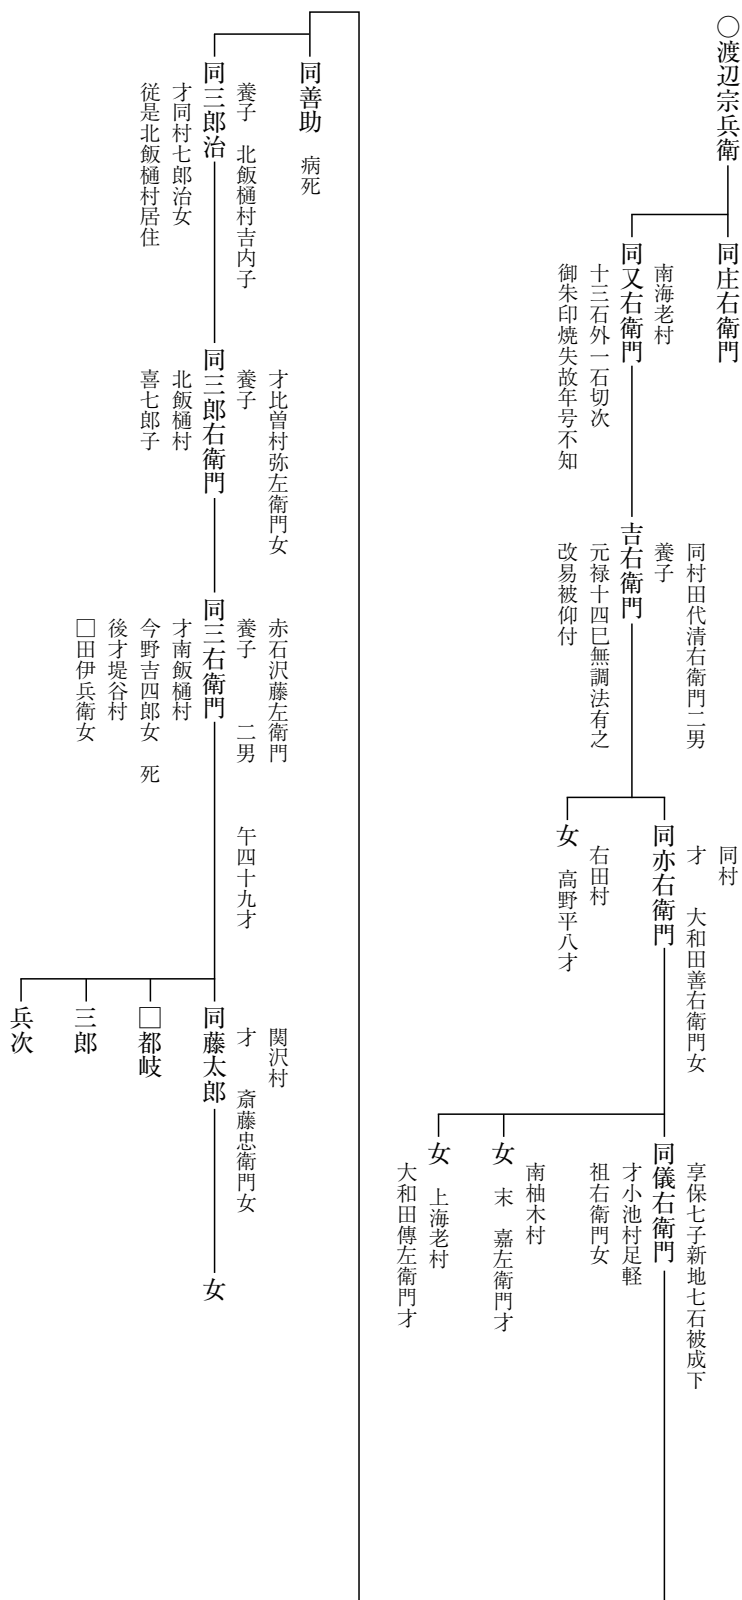 〇渡辺宗兵衛
同庄右衛門
同又右衛門
南海老村
十三石外一石切次
御朱印焼失故年号不知
吉右衛門
同村田代清右衛門二男
養子
元禄十四巳無調法有之
改易被仰付
同亦右衛門
同村
才　大和田善右衛門女
女　高野平八才
右田村
同儀右衛門
享保七子新地七石被成下
才小池村足軽
祖右衛門女
女　末　嘉左衛門才
南柚木村
女　上海老村
大和田傳左衛門才
同善助　病死
同三郎治
養子　北飯樋村吉内子
才同村七郎治女
従是北飯樋村居住
同三郎右衛門
才比曽村弥左衛門女
養子
北飯樋村
喜七郎子
同三右衛門
赤石沢藤左衛門
養子　二男
才南飯樋村
今野吉四郎女　死
後才堤谷村
□田伊兵衛女
午四十九才
同藤太郎
関沢村
才　斎藤忠衛門女
□都岐
三郎
兵次
女